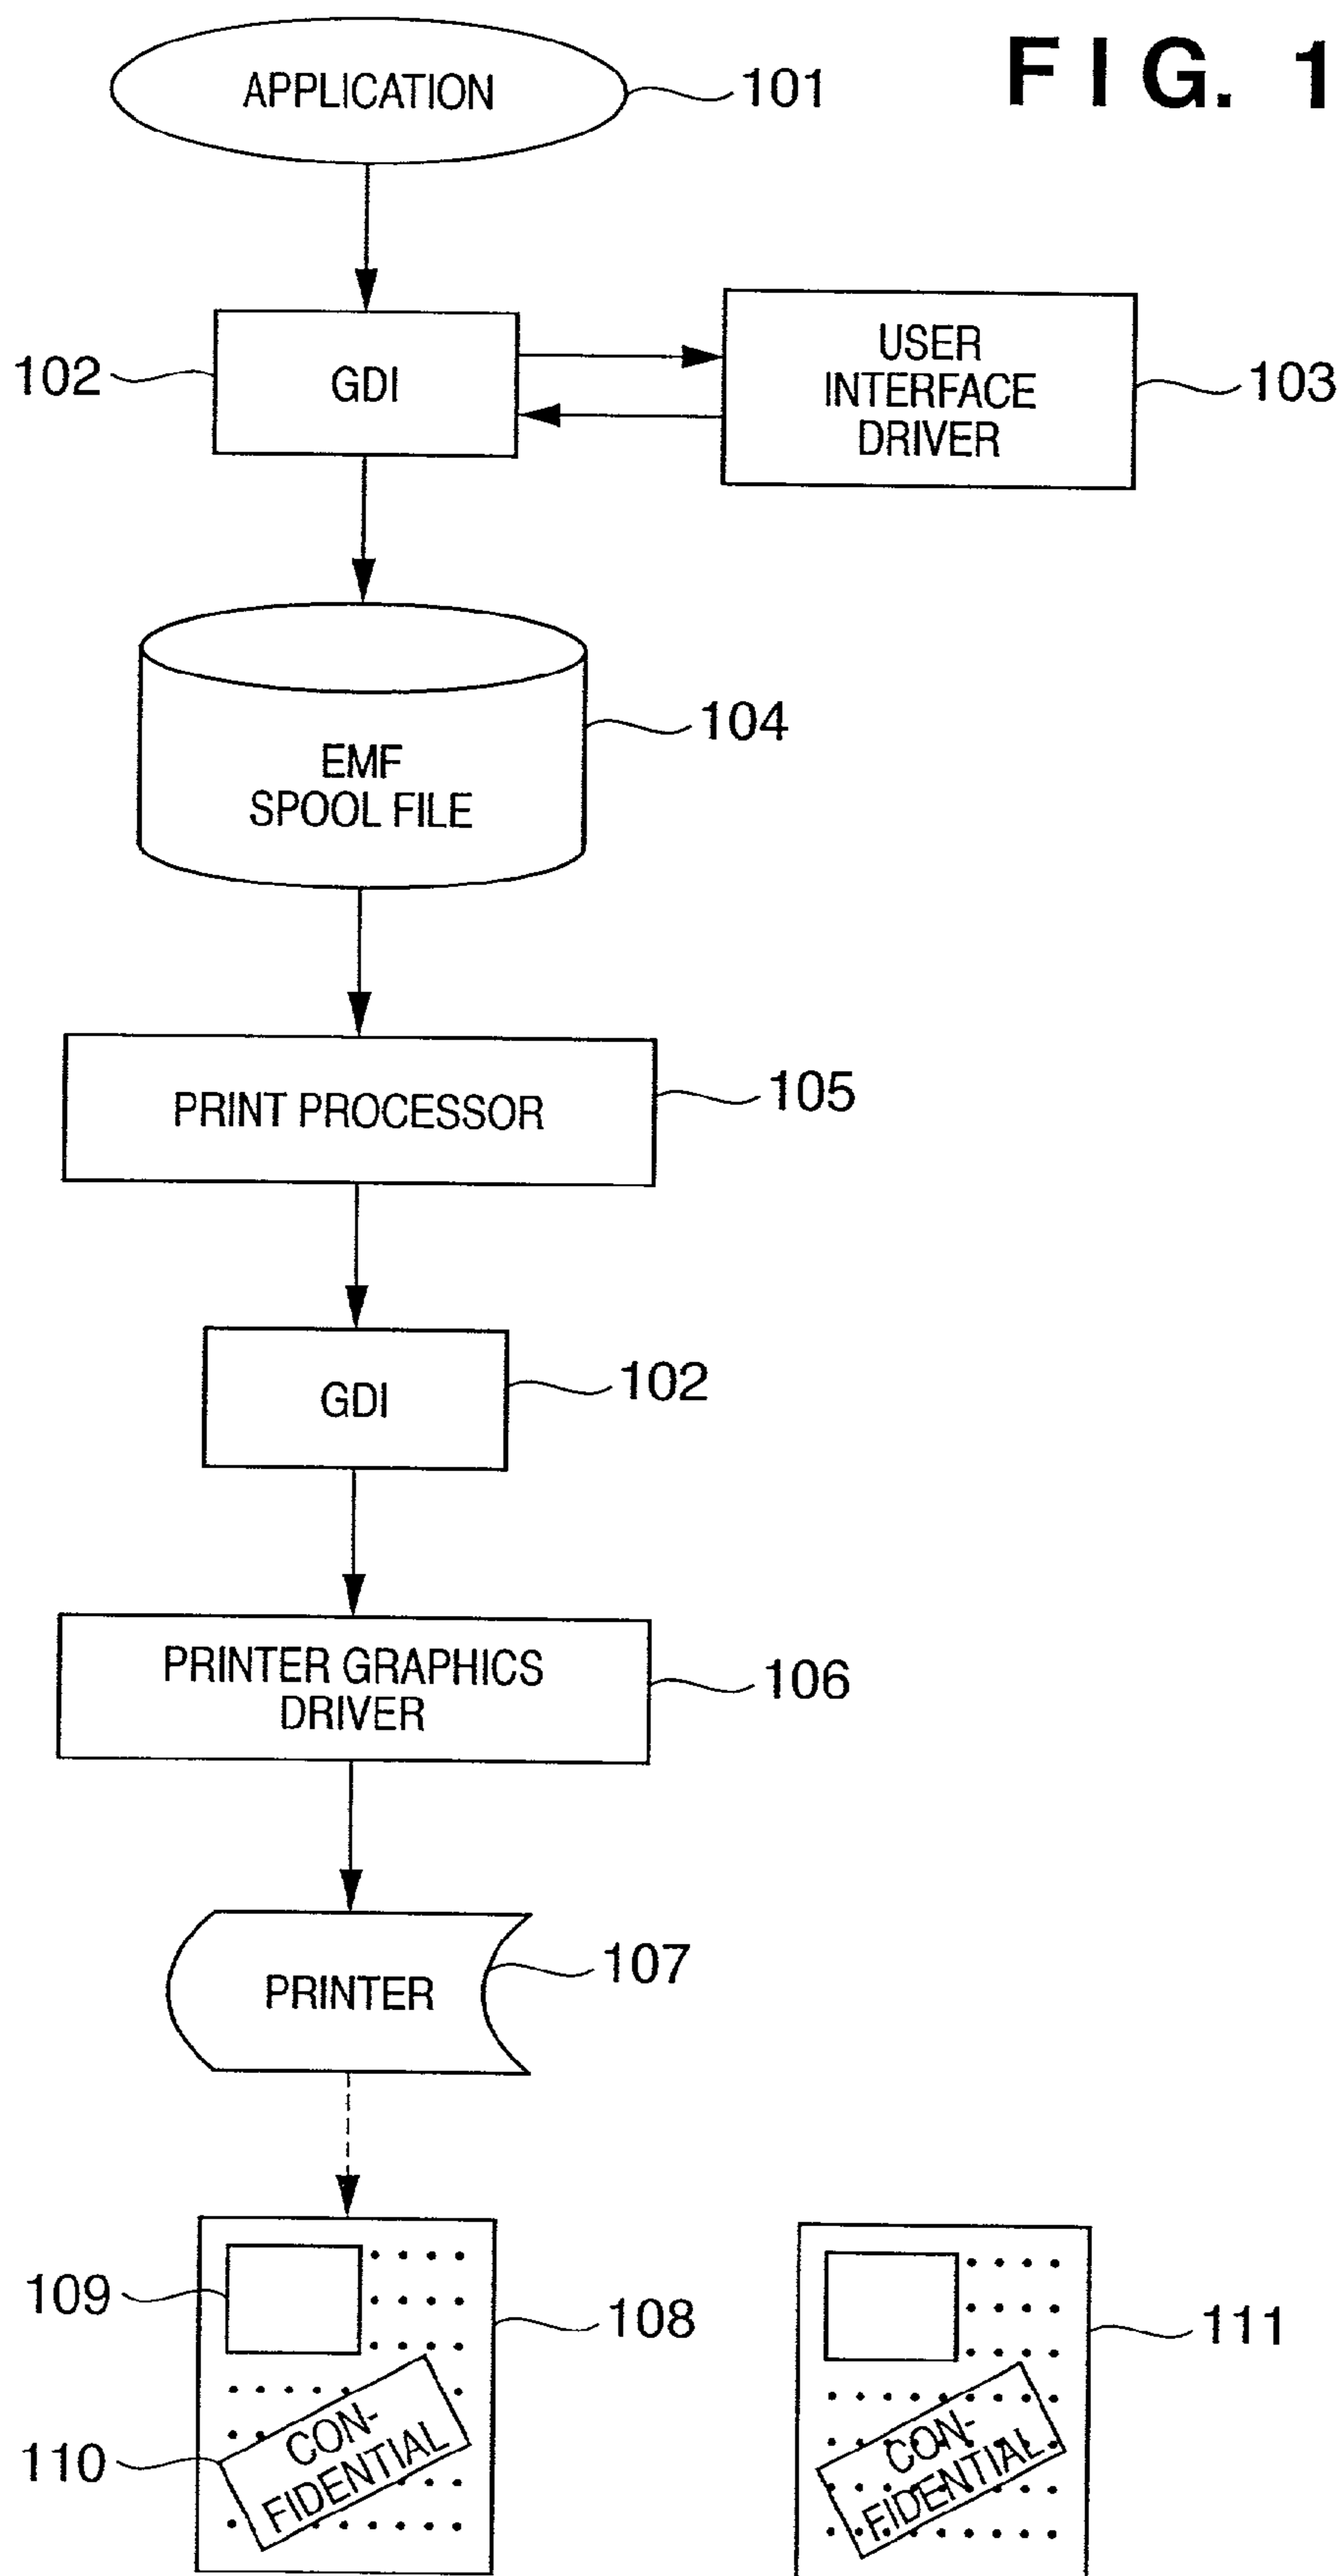 FIG. 1
APPLICATION
101
102
GDI
USER
INTERFACE
DRIVER
103
EMF
SPOOL FILE
104
PRINT PROCESSOR
105
GDI
102
PRINTER GRAPHICS
DRIVER
106
PRINTER
107
109
108
110
CON-
FIDENTIAL
111
CON-
FIDENTIAL